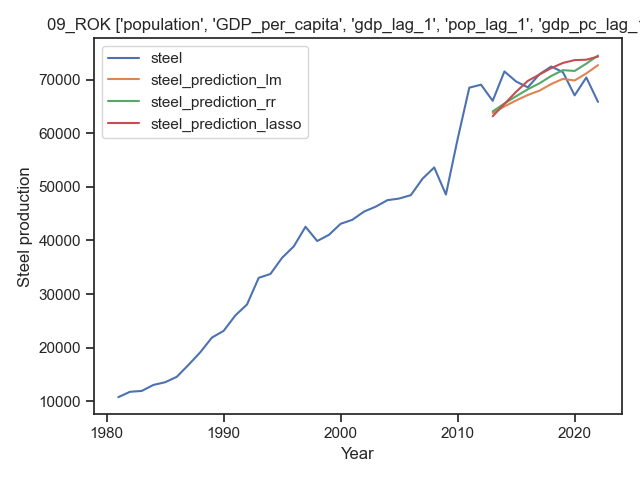 09_ROK ['population', 'GDP_per_capita', 'gdp_lag_1', 'pop_lag_1', 'gdp_pc_lag_
steel
steel_prediction_lm
steel_prediction_rr
steel_prediction_lasso
Steel production
70000
60000
50000
40000
30000
20000
10000
1980
1990
2000
2010
2020
Year